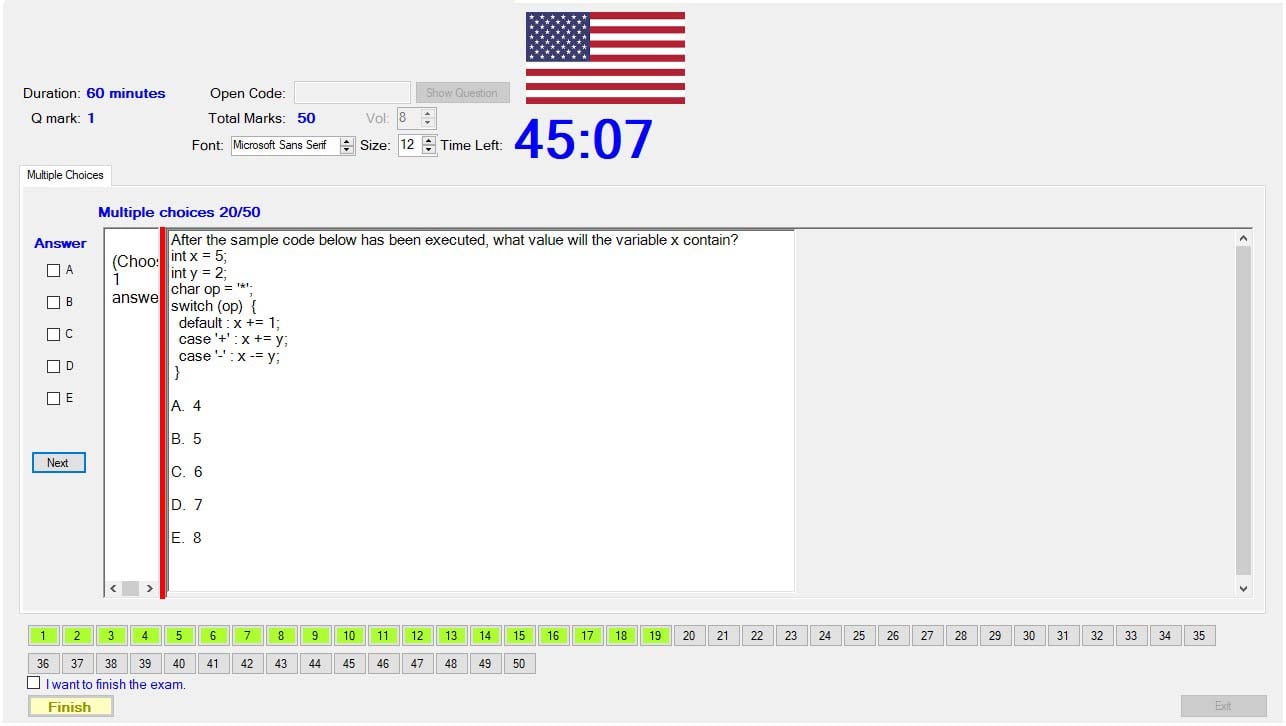 Duration: 60 minutes
Open Code:
Show Question
Q mark: 1
Total Marks: 50
Vol: 8
Font: Microsoft Sans Serif
Size: 12
Time Left: 45:07
Multiple Choices
Multiple choices 20/50
Answer
A
B
C
D
E
Next
(Choos
1
answe
After the sample code below has been executed, what value will the variable x contain?
int x = 5;
int y = 2;
char op = '*';
switch (op) {
default : x += 1;
case '+' : x += y;
case '-' : x -= y;
}
A. 4
B. 5
C. 6
D. 7
E. 8
1 2 3 4 5 6 7 8 9 10 11 12 13 14 15 16 17 18 19 20 21 22 23 24 25 26 27 28 29 30 31 32 33 34 35
36 37 38 39 40 41 42 43 44 45 46 47 48 49 50
I want to finish the exam.
Finish
Exit